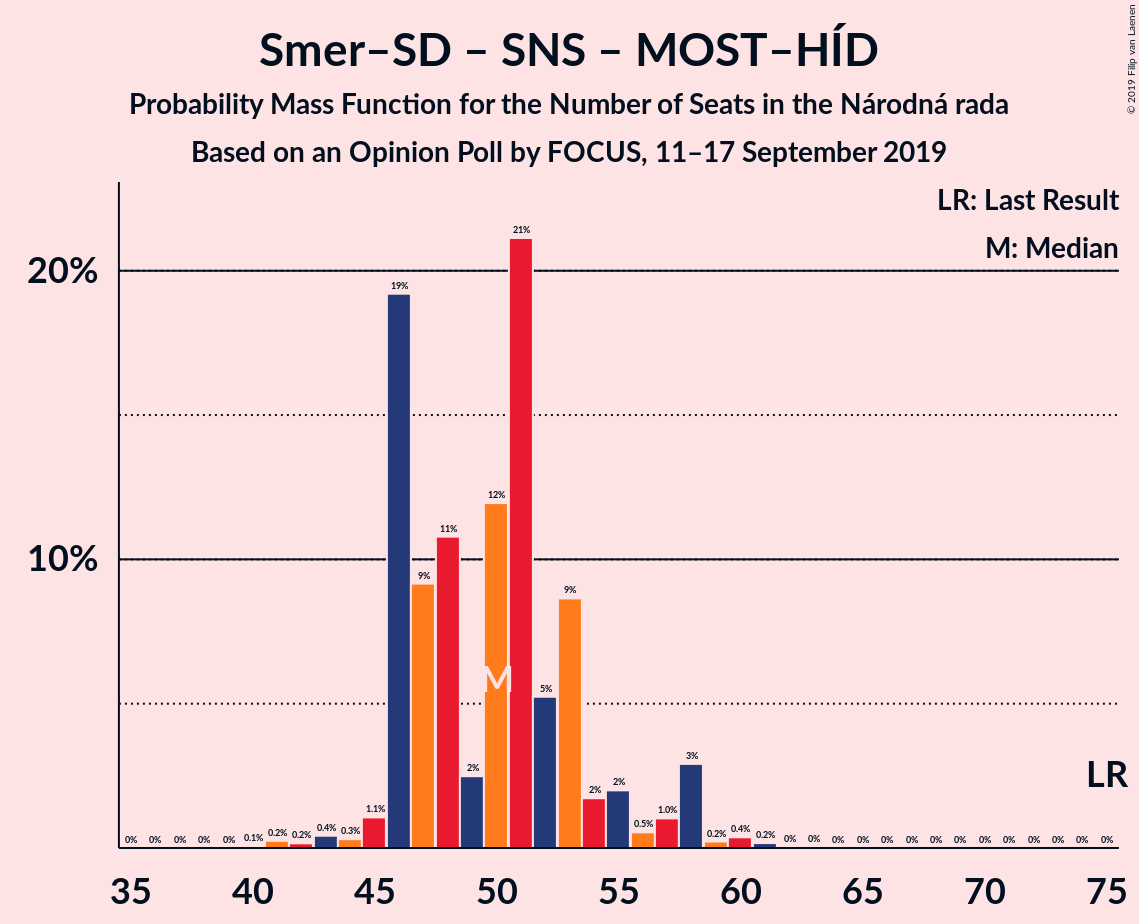 Smer–SD – SNS – MOST–HÍD
Probability Mass Function for the Number of Seats in the Národná rada
Based on an Opinion Poll by FOCUS, 11–17 September 2019
© 2019 Filip van Laenen
LR: Last Result
M: Median
20%
10%
0% 0% 0% 0% 0% 0.1% 0.2% 0.2% 0.4% 0.3% 1.1% 19% 9% 11% 2% 12% 21% 5% 9% 2% 2% 0.5% 1.0% 3% 0.2% 0.4% 0.2% 0% 0% 0% 0% 0% 0% 0% 0% 0% 0% 0% 0% 0% 0%
M
LR
35 40 45 50 55 60 65 70 75